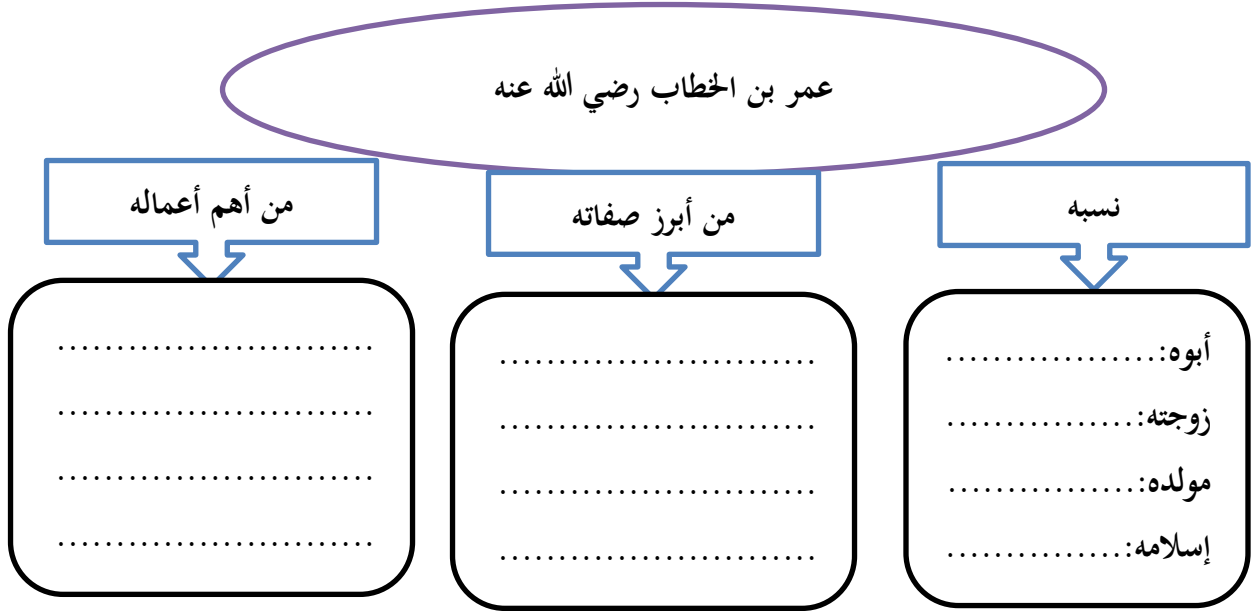 عمر بن الخطاب رضي الله عنه
نسبه
من أبرز صفاته
من أهم أعماله
أبوه:..................
زوجته:................
مولده:................
إسلامه:...............
...........................
...........................
...........................
...........................
...........................
...........................
...........................
...........................